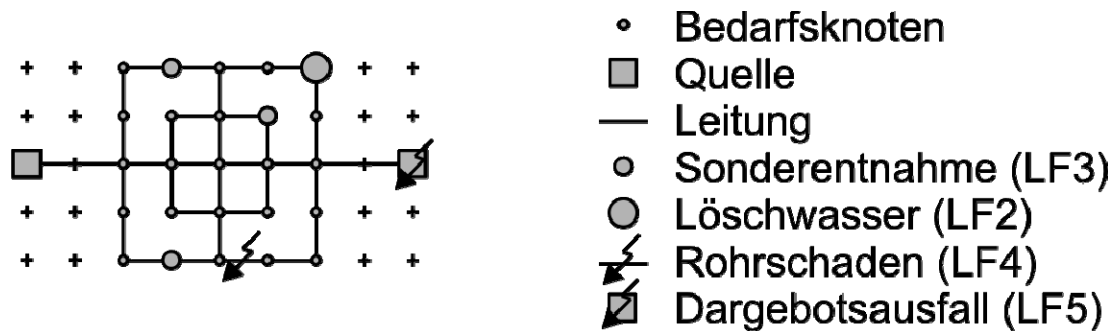 Bedarfsknoten
Quelle
Leitung
Sonderentnahme (LF3)
Löschwasser (LF2)
Rohrschaden (LF4)
Dargebotsausfall (LF5)